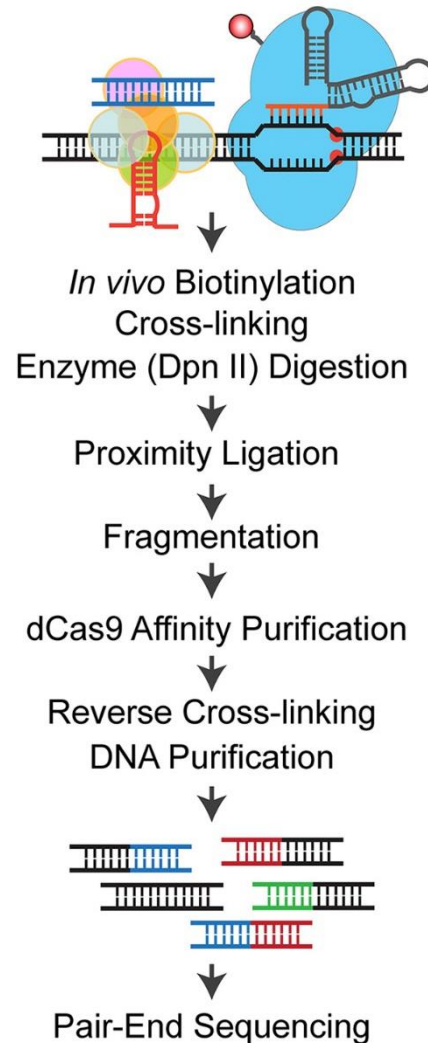 In vivo Biotinylation
Cross-linking
Enzyme (Dpn II) Digestion
Proximity Ligation
Fragmentation
dCas9 Affinity Purification
Reverse Cross-linking
DNA Purification
Pair-End Sequencing